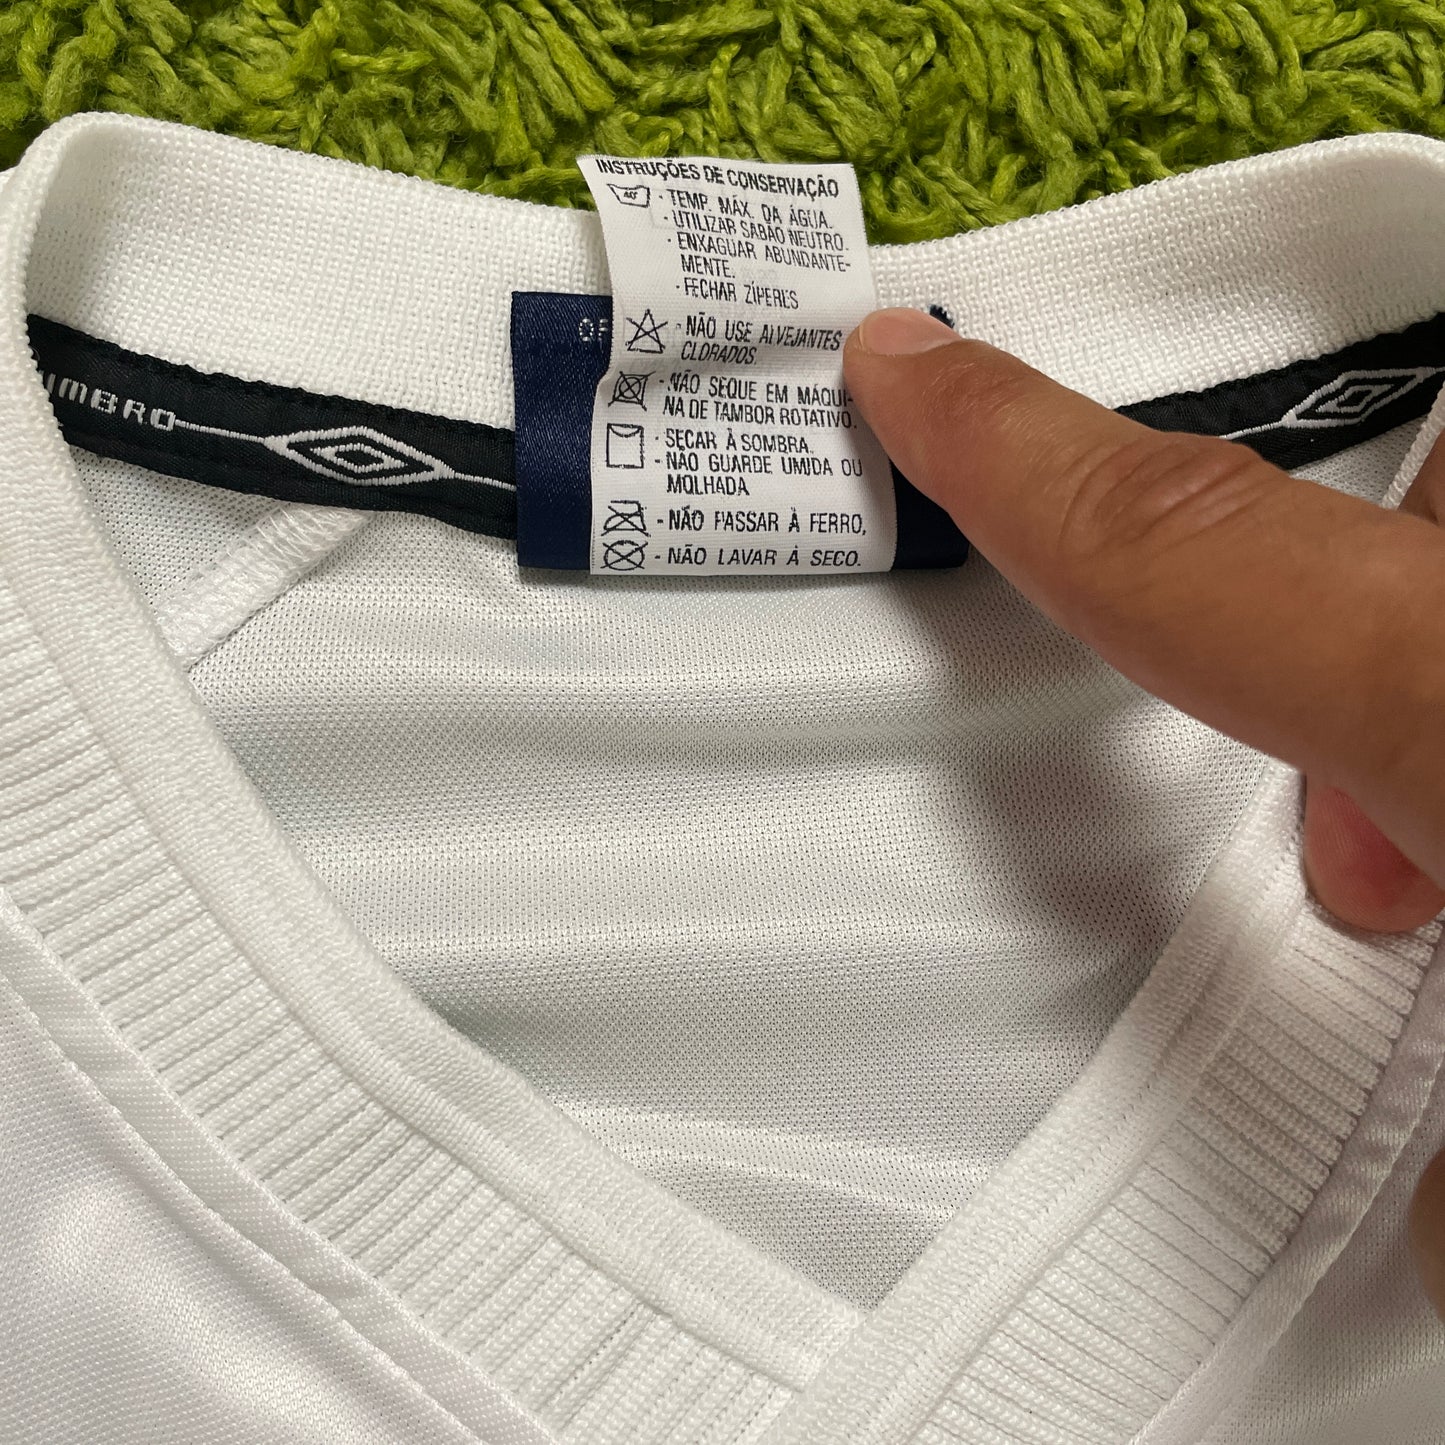 INSTRUÇÕES DE CONSERVAÇÃO
40°
- TEMP. MÁX. DA ÁGUA.
- UTILIZAR SABÃO NEUTRO.
- ENXAGUAR ABUNDANTE-
MENTE.
- FECHAR ZÍPERES
- NÃO USE ALVEJANTES
CLORADOS.
- NÃO SEQUE EM MÁQUI-
NA DE TAMBOR ROTATIVO.
- SECAR À SOMBRA.
- NÃO GUARDE UMIDA OU
MOLHADA
- NÃO PASSAR À FERRO,
- NÃO LAVAR À SECO.
UMBRO